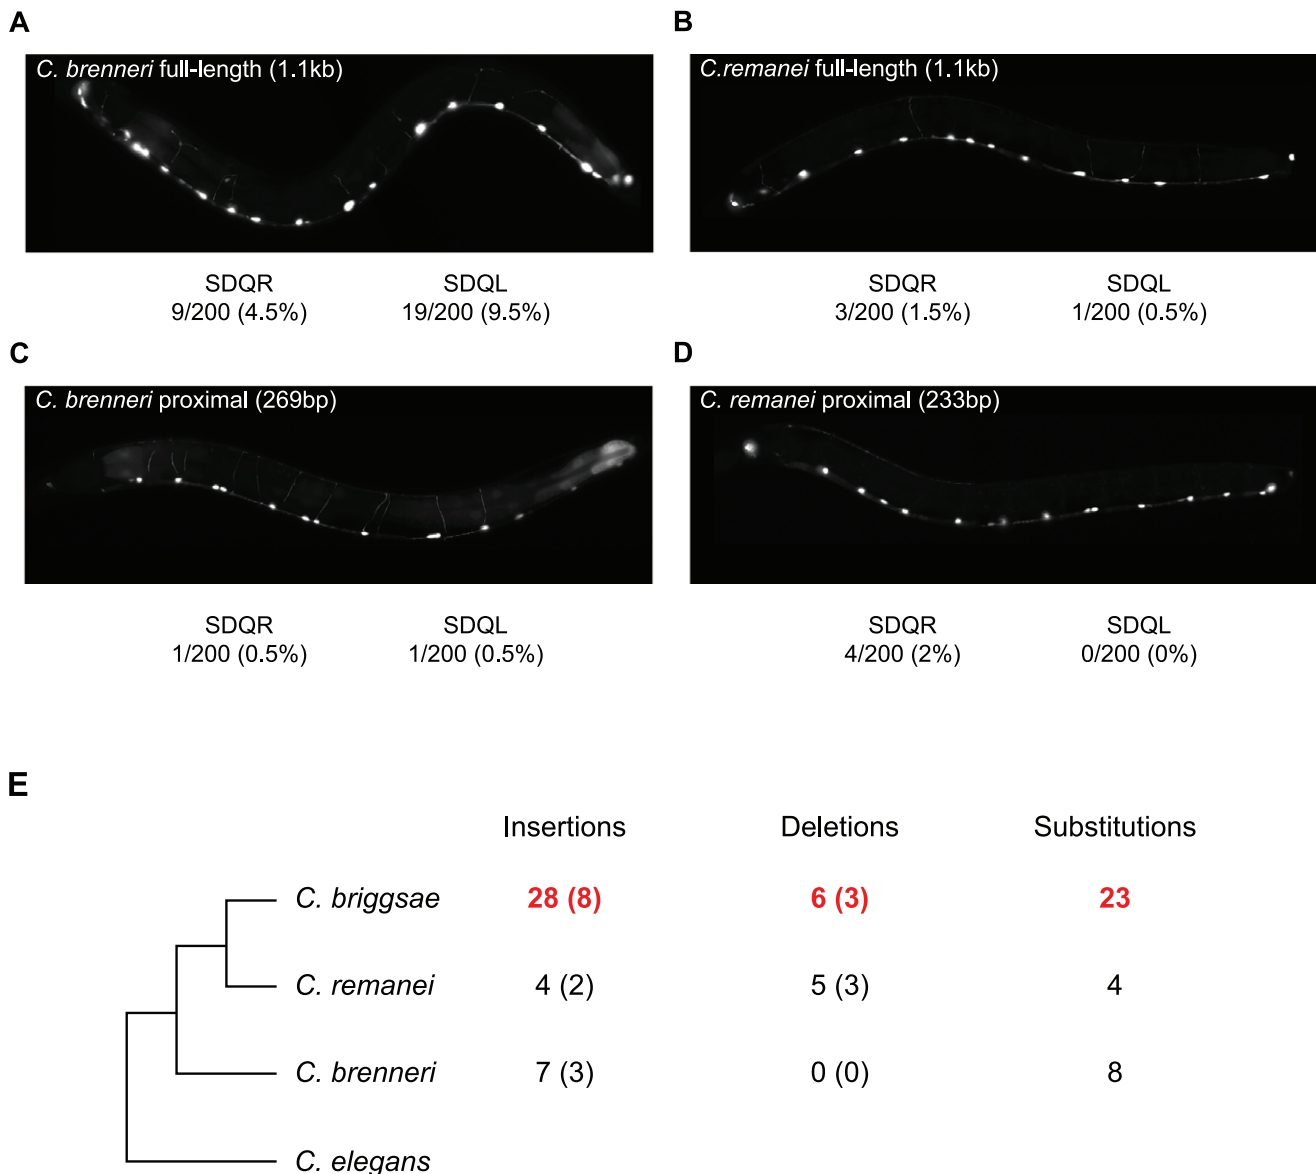 A
C. brenneri full-length (1.1kb)
SDQR SDQL
9/200 (4.5%) 19/200 (9.5%)
B
C.remanei full-length (1.1kb)
SDQR SDQL
3/200 (1.5%) 1/200 (0.5%)
C
C. brenneri proximal (269bp)
SDQR SDQL
1/200 (0.5%) 1/200 (0.5%)
D
C. remanei proximal (233bp)
SDQR SDQL
4/200 (2%) 0/200 (0%)
E
Insertions Deletions Substitutions
C. briggsae 28 (8) 6 (3) 23
C. remanei 4 (2) 5 (3) 4
C. brenneri 7 (3) 0 (0) 8
C. elegans